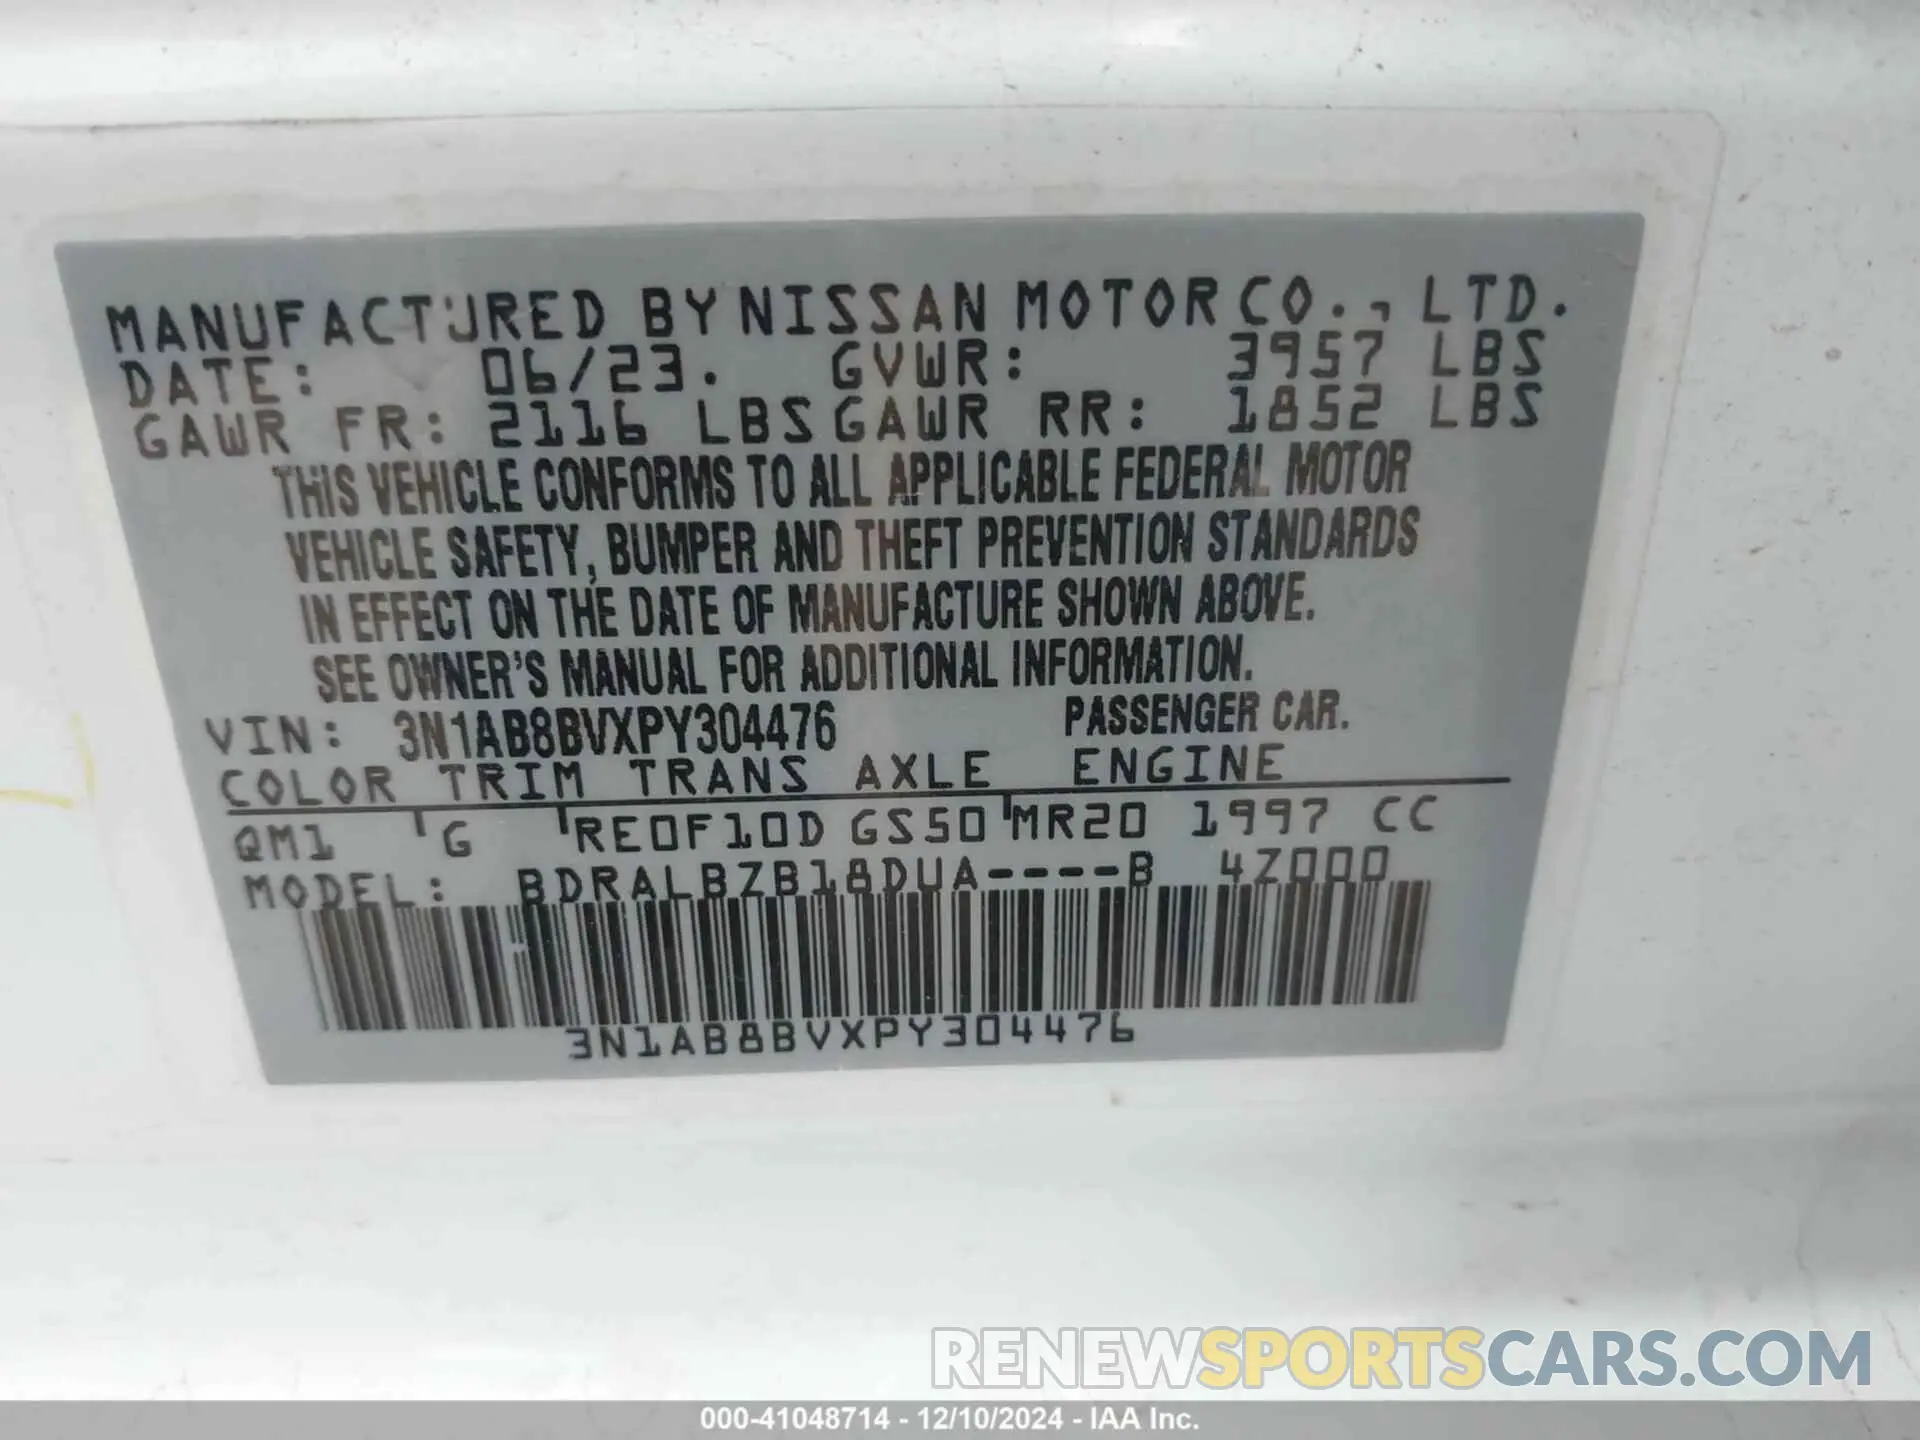 MANUFACTURED BY NISSAN MOTOR CO., LTD.
DATE: 06/23. GVWR: 3957 LBS
GAWR FR: 2116 LBS GAWR RR: 1852 LBS
THIS VEHICLE CONFORMS TO ALL APPLICABLE FEDERAL MOTOR
VEHICLE SAFETY, BUMPER AND THEFT PREVENTION STANDARDS
IN EFFECT ON THE DATE OF MANUFACTURE SHOWN ABOVE.
SEE OWNER'S MANUAL FOR ADDITIONAL INFORMATION.
VIN: 3N1AB8BVXPY304476 PASSENGER CAR.
COLOR TRIM TRANS AXLE ENGINE
QM1 G RE0F10D GS50 MR20 1997 CC
MODEL: BDRALBZB18DUA----B 4Z000
3N1AB8BVXPY304476
RENEWSPORTSCARS.COM
000-41048714 - 12/10/2024 - IAA Inc.